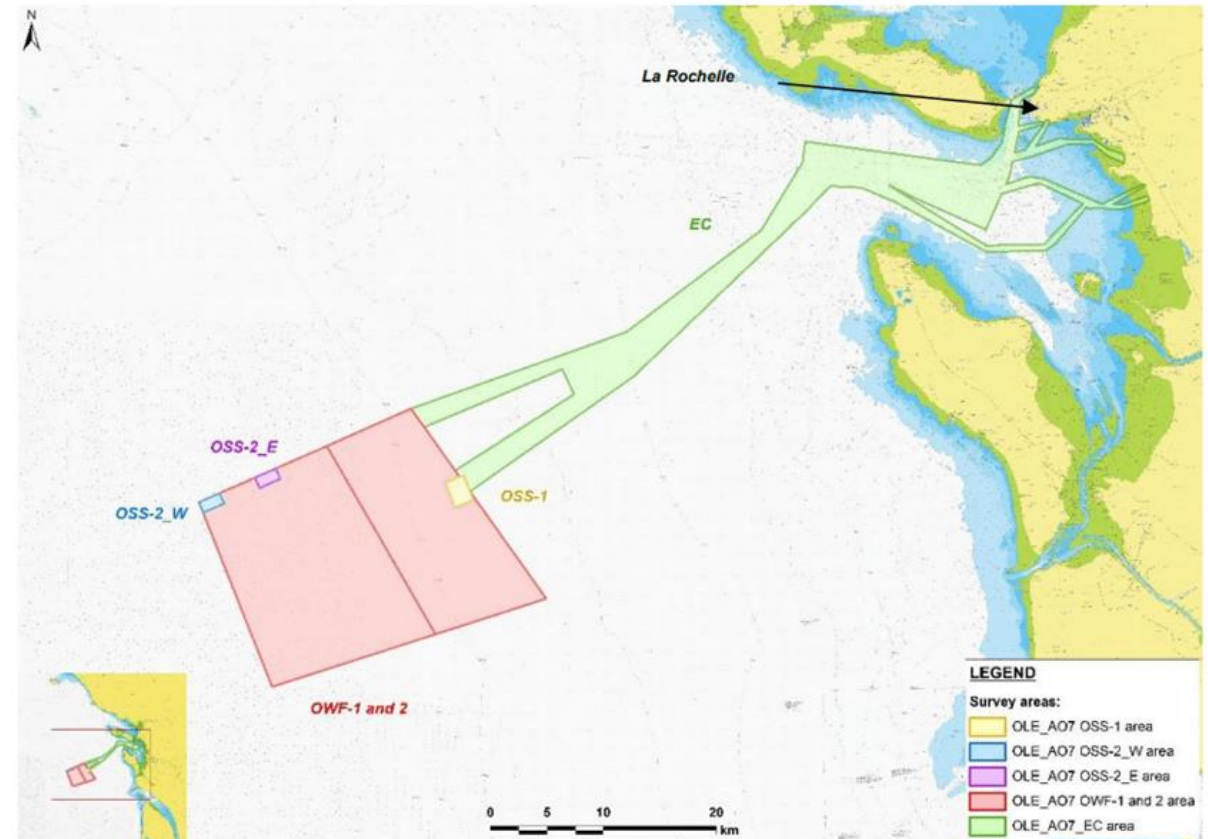 N
La Rochelle
EC
OSS-2_E
OSS-2_W
OSS-1
OWF-1 and 2
0 5 10 20
km
LEGEND
Survey areas:
OLE_AO7 OSS-1 area
OLE_AO7 OSS-2_W area
OLE_AO7 OSS-2_E area
OLE_AO7 OWF-1 and 2 area
OLE_AO7_EC area